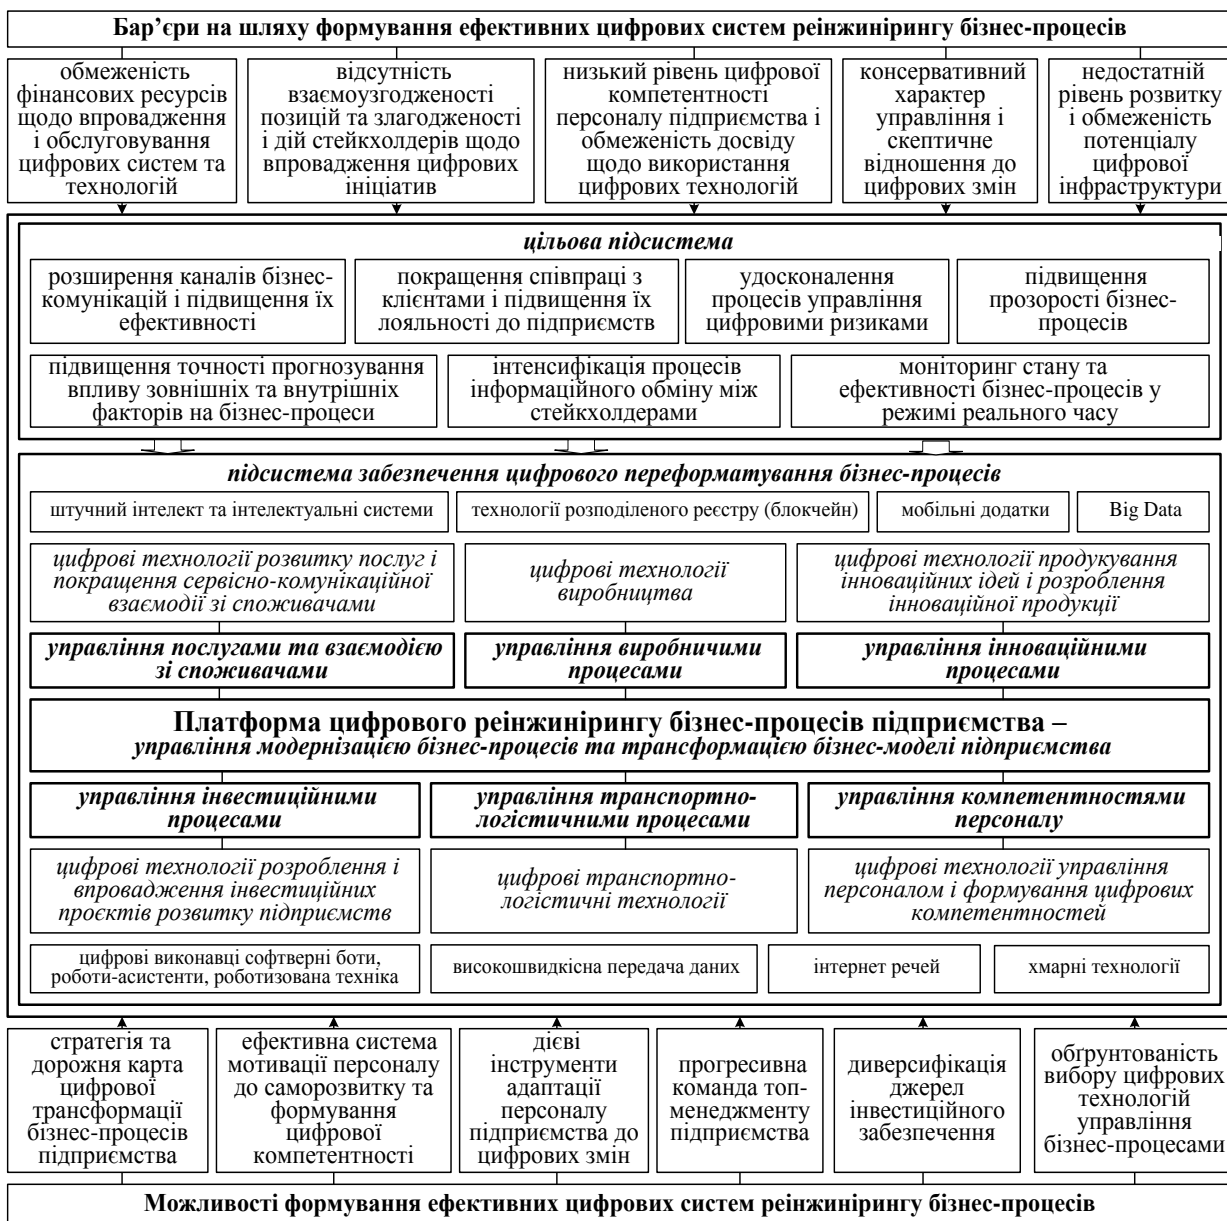 Бар’єри на шляху формування ефективних цифрових систем реінжинірингу бізнес-процесів
обмеженість
фінансових ресурсів
щодо впровадження
і обслуговування
цифрових систем та
технологій
відсутність
взаємоузгодженості
позицій та злагодженості
і дій стейкхолдерів щодо
впровадження цифрових
ініціатив
низький рівень цифрової
компетентності
персоналу підприємства і
обмеженість досвіду
щодо використання
цифрових технологій
консервативний
характер
управління і
скептичне
відношення до
цифрових змін
недостатній
рівень розвитку
і обмеженість
потенціалу
цифрової
інфраструктури
цільова підсистема
розширення каналів бізнес-
комунікацій і підвищення їх
ефективності
покращення співпраці з
клієнтами і підвищення їх
лояльності до підприємств
удосконалення
процесів управління
цифровими ризиками
підвищення
прозорості бізнес-
процесів
підвищення точності прогнозування
впливу зовнішніх та внутрішніх
факторів на бізнес-процеси
інтенсифікація процесів
інформаційного обміну між
стейкхолдерами
моніторинг стану та
ефективності бізнес-процесів у
режимі реального часу
підсистема забезпечення цифрового переформатування бізнес-процесів
штучний інтелект та інтелектуальні системи
технології розподіленого реєстру (блокчейн)
мобільні додатки
Big Data
цифрові технології розвитку послуг і
покращення сервісно-комунікаційної
взаємодії зі споживачами
цифрові технології
виробництва
цифрові технології продукування
інноваційних ідей і розроблення
інноваційної продукції
управління послугами та взаємодією
зі споживачами
управління виробничими
процесами
управління інноваційними
процесами
Платформа цифрового реінжинірингу бізнес-процесів підприємства –
управління модернізацією бізнес-процесів та трансформацією бізнес-моделі підприємства
управління інвестиційними
процесами
управління транспортно-
логістичними процесами
управління компетентностями
персоналу
цифрові технології розроблення і
впровадження інвестиційних
проєктів розвитку підприємств
цифрові транспортно-
логістичні технології
цифрові технології управління
персоналом і формування цифрових
компетентностей
цифрові виконавці софтверні боти,
роботи-асистенти, роботизована техніка
високошвидкісна передача даних
інтернет речей
хмарні технології
стратегія та
дорожня карта
цифрової
трансформації
бізнес-процесів
підприємства
ефективна система
мотивації персоналу
до саморозвитку та
формування
цифрової
компетентності
дієві
інструменти
адаптації
персоналу
підприємства до
цифрових змін
прогресивна
команда топ-
менеджменту
підприємства
диверсифікація
джерел
інвестиційного
забезпечення
обґрунтованість
вибору цифрових
технологій
управління
бізнес-процесами
Можливості формування ефективних цифрових систем реінжинірингу бізнес-процесів